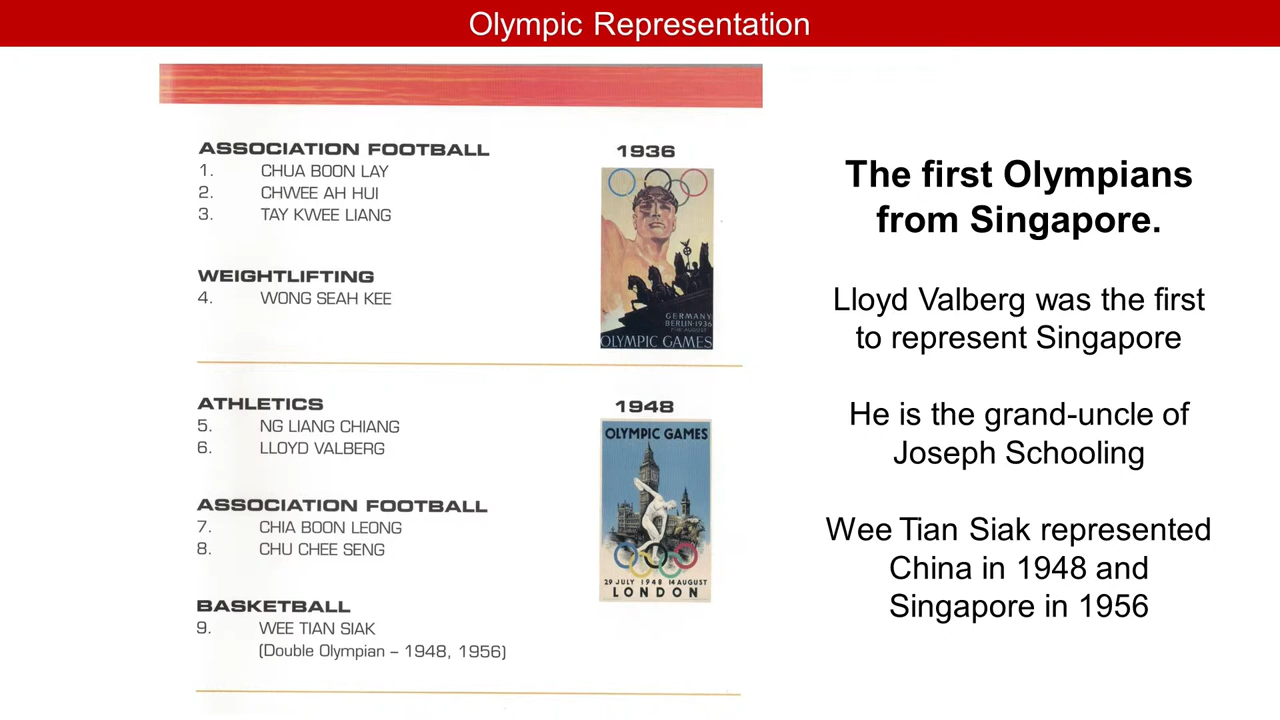 Olympic Representation
ASSOCIATION FOOTBALL
1. CHUA BOON LAY
2. CHWEE AH HUI
3. TAY KWEE LIANG
WEIGHTLIFTING
4. WONG SEAH KEE
1936
GERMANY
BERLIN·1936
1-16·AUGUST
OLYMPIC GAMES
ATHLETICS
5. NG LIANG CHIANG
6. LLOYD VALBERG
ASSOCIATION FOOTBALL
7. CHIA BOON LEONG
8. CHU CHEE SENG
BASKETBALL
9. WEE TIAN SIAK
(Double Olympian – 1948, 1956)
1948
OLYMPIC GAMES
29 JULY 1948 14 AUGUST
LONDON
The first Olympians
from Singapore.
Lloyd Valberg was the first
to represent Singapore
He is the grand-uncle of
Joseph Schooling
Wee Tian Siak represented
China in 1948 and
Singapore in 1956